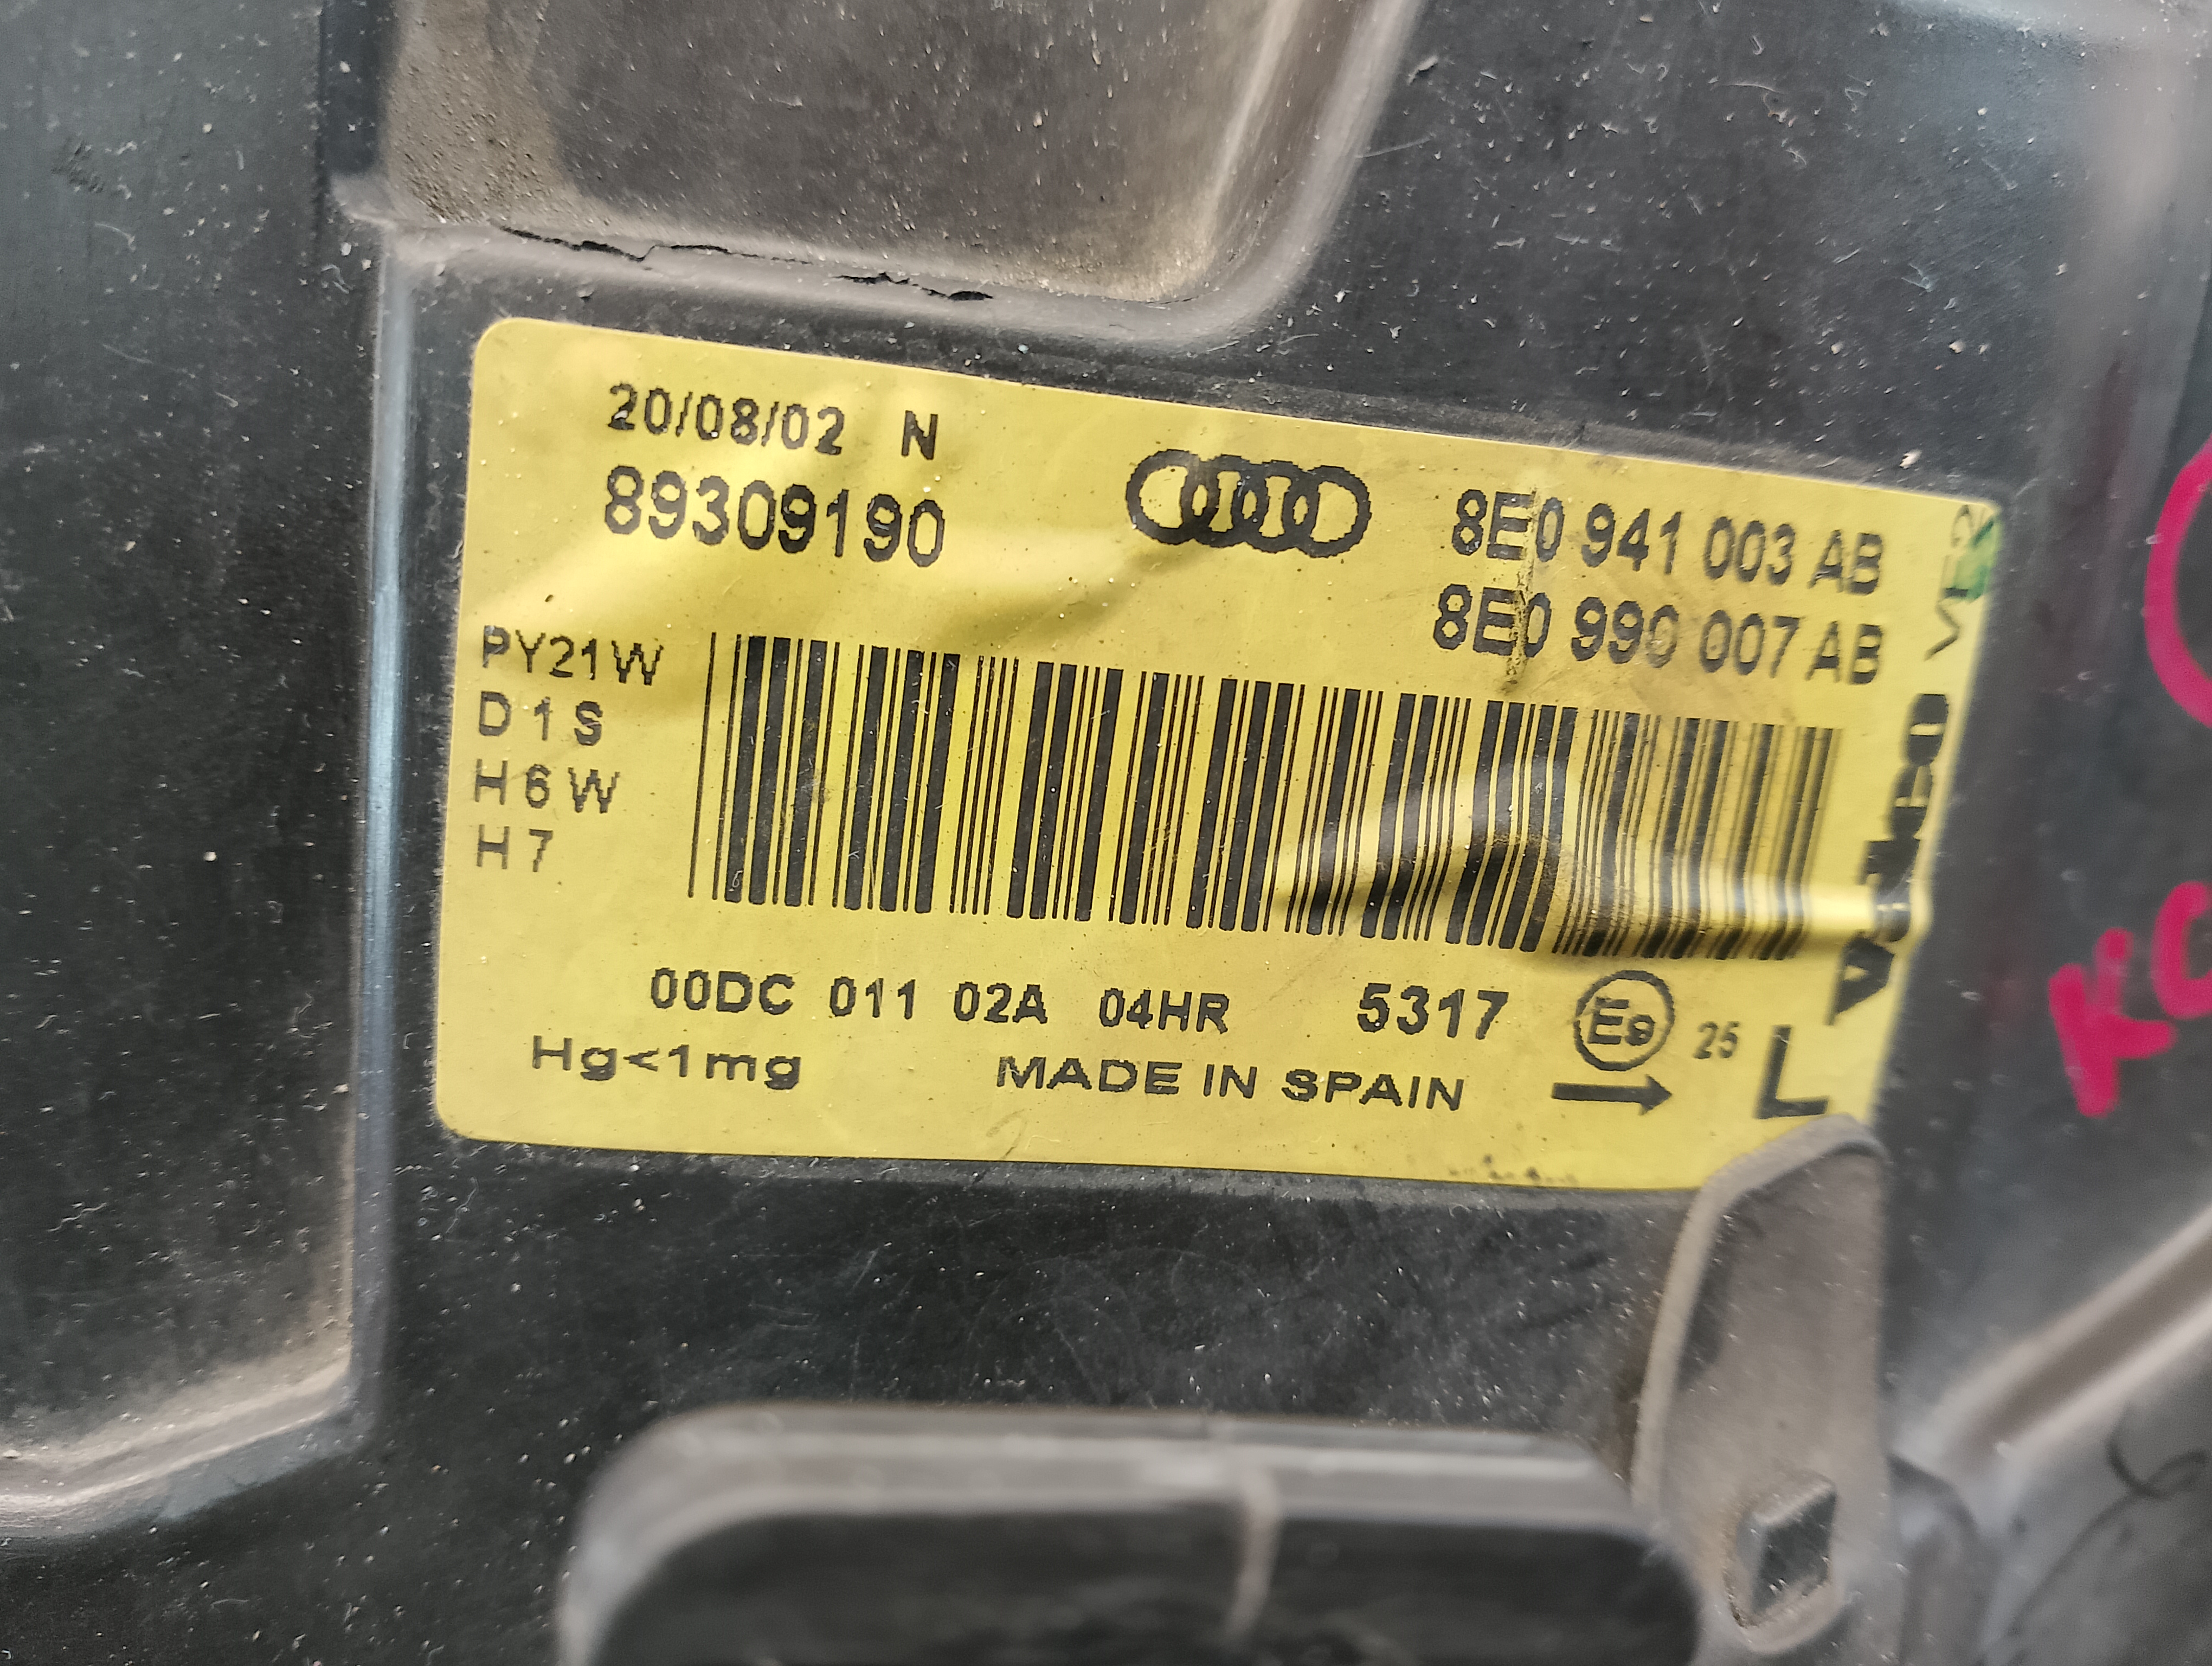 20/08/02 N
89309190
8E0 941 003 AB
8E0 990 007 AB
PY21W
D1S
H6W
H7
00DC 011 02A 04HR 5317 E9 25
Hg<1mg MADE IN SPAIN
L